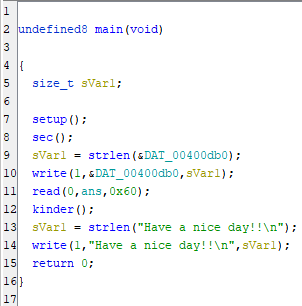 1
2 undefined8 main(void)
3
4 {
5 size_t sVar1;
6
7 setup();
8 sec();
9 sVar1 = strlen(&DAT_00400db0);
10 write(1,&DAT_00400db0,sVar1);
11 read(0,ans,0x60);
12 kinder();
13 sVar1 = strlen("Have a nice day!!\n");
14 write(1,"Have a nice day!!\n",sVar1);
15 return 0;
16 }
17